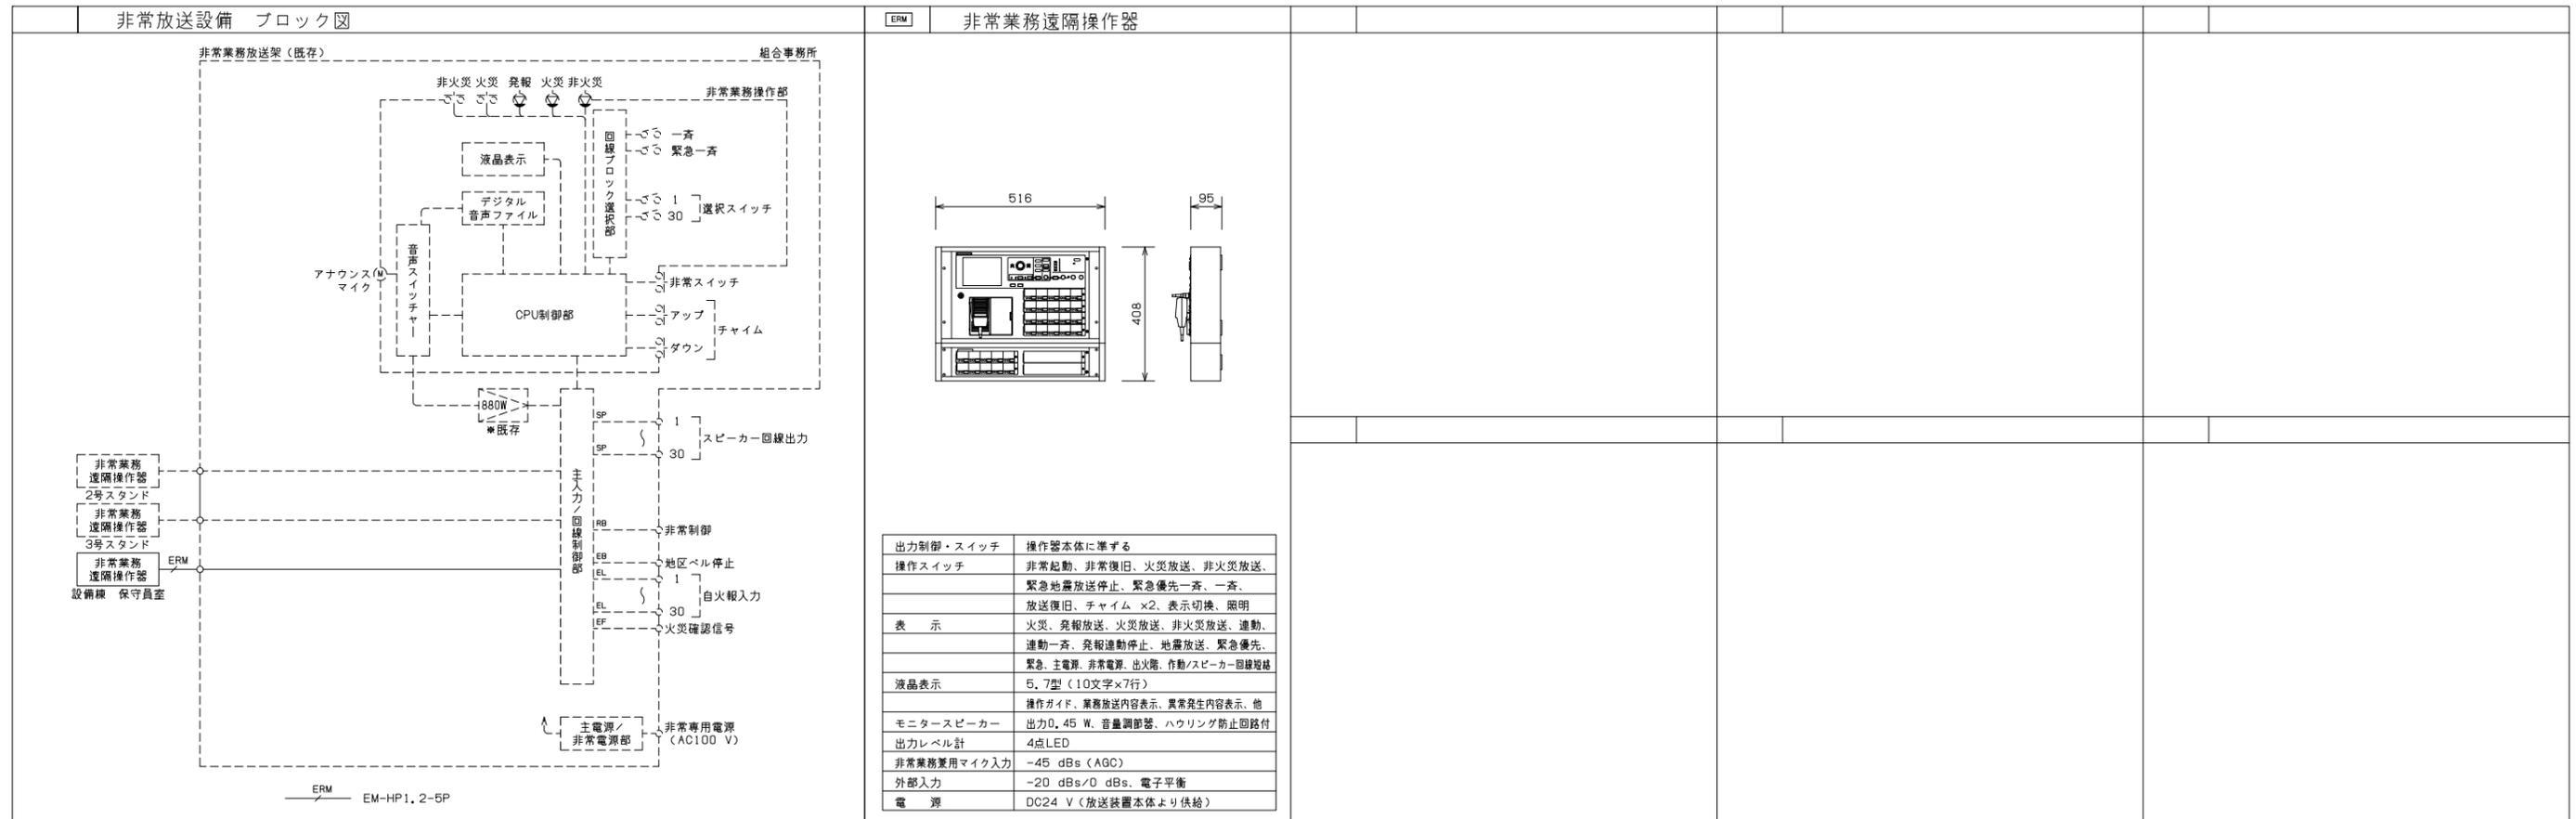 非常放送設備　ブロック図
非常業務放送架（既存）
組合事務所
非火災 火災 発報 火災 非火災
非常業務操作部
回線ブロック選択部
一斉
緊急一斉
液晶表示
1
30
選択スイッチ
デジタル
音声ファイル
音声スイッチャー
アナウンス
マイク
M
CPU制御部
非常スイッチ
アップ
ダウン
チャイム
880W
※既存
主入力/回線制御部
SP
1
SP
30
スピーカー回線出力
非常業務
遠隔操作器
2号スタンド
非常業務
遠隔操作器
3号スタンド
非常業務
遠隔操作器
設備棟　保守員室
ERM
RB
非常制御
EB
地区ベル停止
EL
1
EL
30
自火報入力
EF
火災確認信号
主電源/
非常電源部
非常専用電源
（AC100 V）
ERM
EM-HP1.2-5P
ERM
非常業務遠隔操作器
516
95
408
出力制御・スイッチ　操作器本体に準ずる
操作スイッチ　非常起動、非常復旧、火災放送、非火災放送、
緊急地震放送停止、緊急優先一斉、一斉、
放送復旧、チャイム ×2、表示切換、照明
表　示　火災、発報放送、火災放送、非火災放送、連動、
連動一斉、発報連動停止、地震放送、緊急優先、
緊急、主電源、非常電源、出火階、作動/スピーカー回線短絡
液晶表示　5.7型（10文字×7行）
操作ガイド、業務放送内容表示、異常発生内容表示、他
モニタースピーカー　出力0.45 W、音量調節器、ハウリング防止回路付
出力レベル計　4点LED
非常業務兼用マイク入力　-45 dBs（AGC）
外部入力　-20 dBs/0 dBs、電子平衡
電　源　DC24 V（放送装置本体より供給）